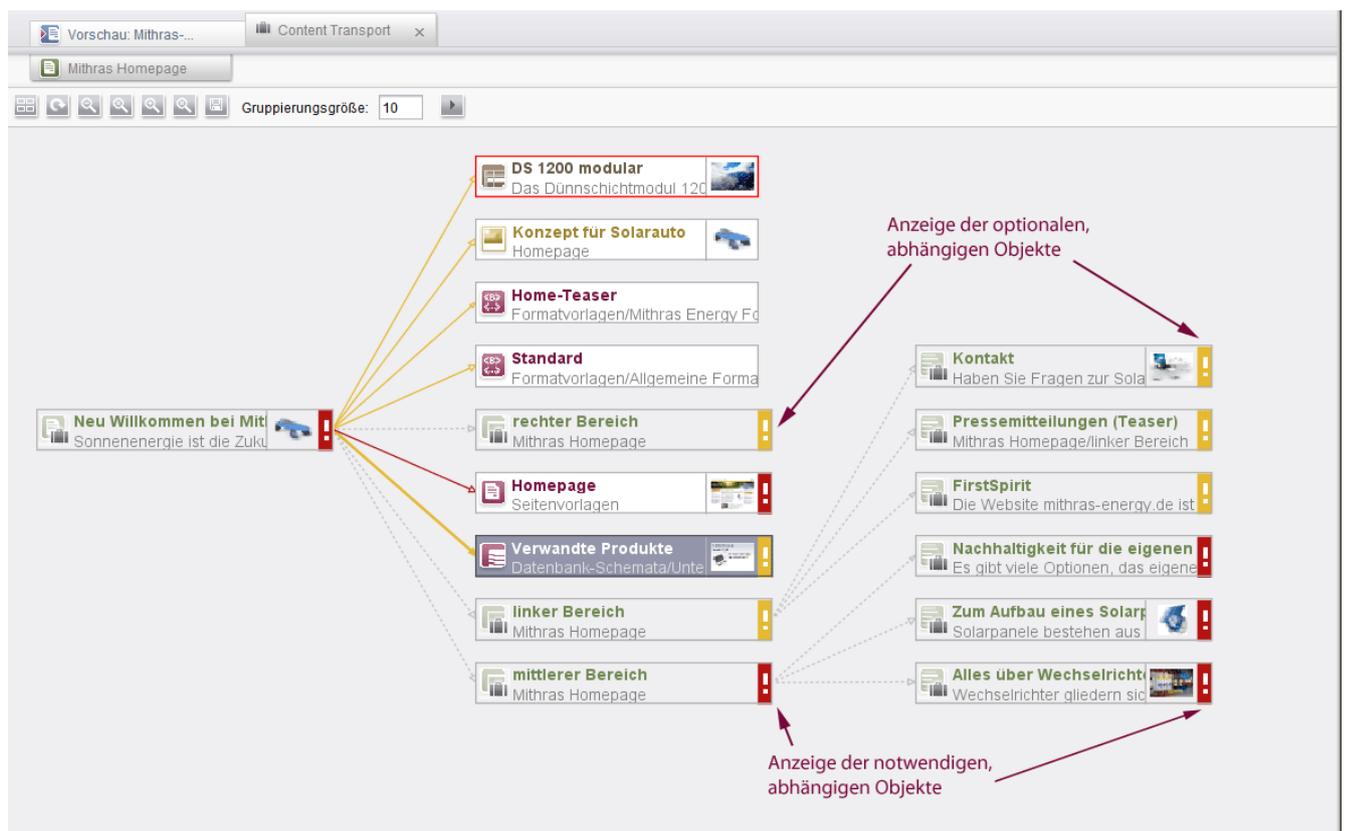 Vorschau: Mithras-...
Content Transport
Mithras Homepage
Gruppierungsgröße: 10
DS 1200 modular
Das Dünnschichtmodul 120
Konzept für Solarauto
Homepage
Home-Teaser
Formatvorlagen/Mithras Energy Fo
Standard
Formatvorlagen/Allgemeine Forma
Neu Willkommen bei Mit
Sonnenenergie ist die Zuku
rechter Bereich
Mithras Homepage
Homepage
Seitenvorlagen
Verwandte Produkte
Datenbank-Schemata/Unte
linker Bereich
Mithras Homepage
mittlerer Bereich
Mithras Homepage
Anzeige der optionalen,
abhängigen Objekte
Kontakt
Haben Sie Fragen zur Sola
Pressemitteilungen (Teaser)
Mithras Homepage/linker Bereich
FirstSpirit
Die Website mithras-energy.de ist
Nachhaltigkeit für die eigenen
Es gibt viele Optionen, das eigene
Zum Aufbau eines Solarp
Solarpanele bestehen aus
Alles über Wechselrichte
Wechselrichter gliedern sic
Anzeige der notwendigen,
abhängigen Objekte